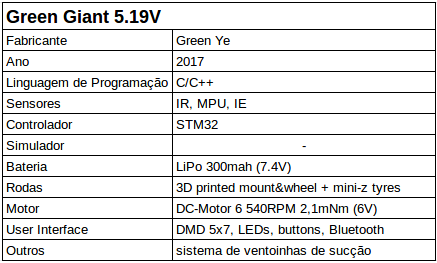 Green Giant 5.19V
Fabricante Green Ye
Ano 2017
Linguagem de Programação C/C++
Sensores IR, MPU, IE
Controlador STM32
Simulador -
Bateria LiPo 300mah (7.4V)
Rodas 3D printed mount&wheel + mini-z tyres
Motor DC-Motor 6 540RPM 2,1mNm (6V)
User Interface DMD 5x7, LEDs, buttons, Bluetooth
Outros sistema de ventoinhas de sucção